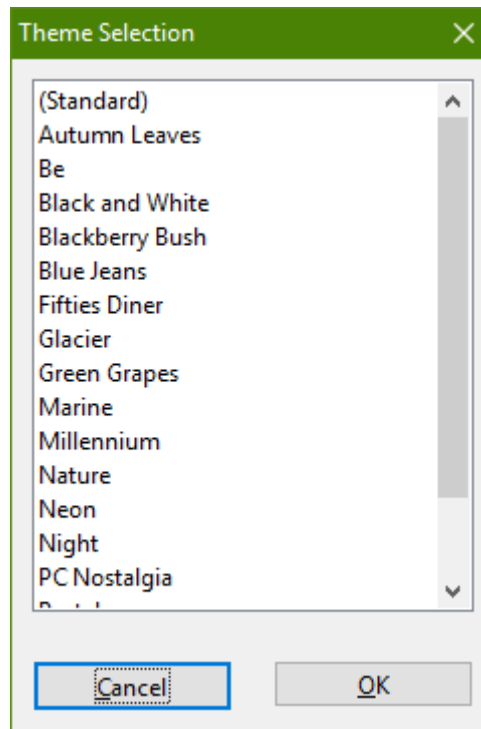 Theme Selection
(Standard)
Autumn Leaves
Be
Black and White
Blackberry Bush
Blue Jeans
Fifties Diner
Glacier
Green Grapes
Marine
Millennium
Nature
Neon
Night
PC Nostalgia
Cancel
OK